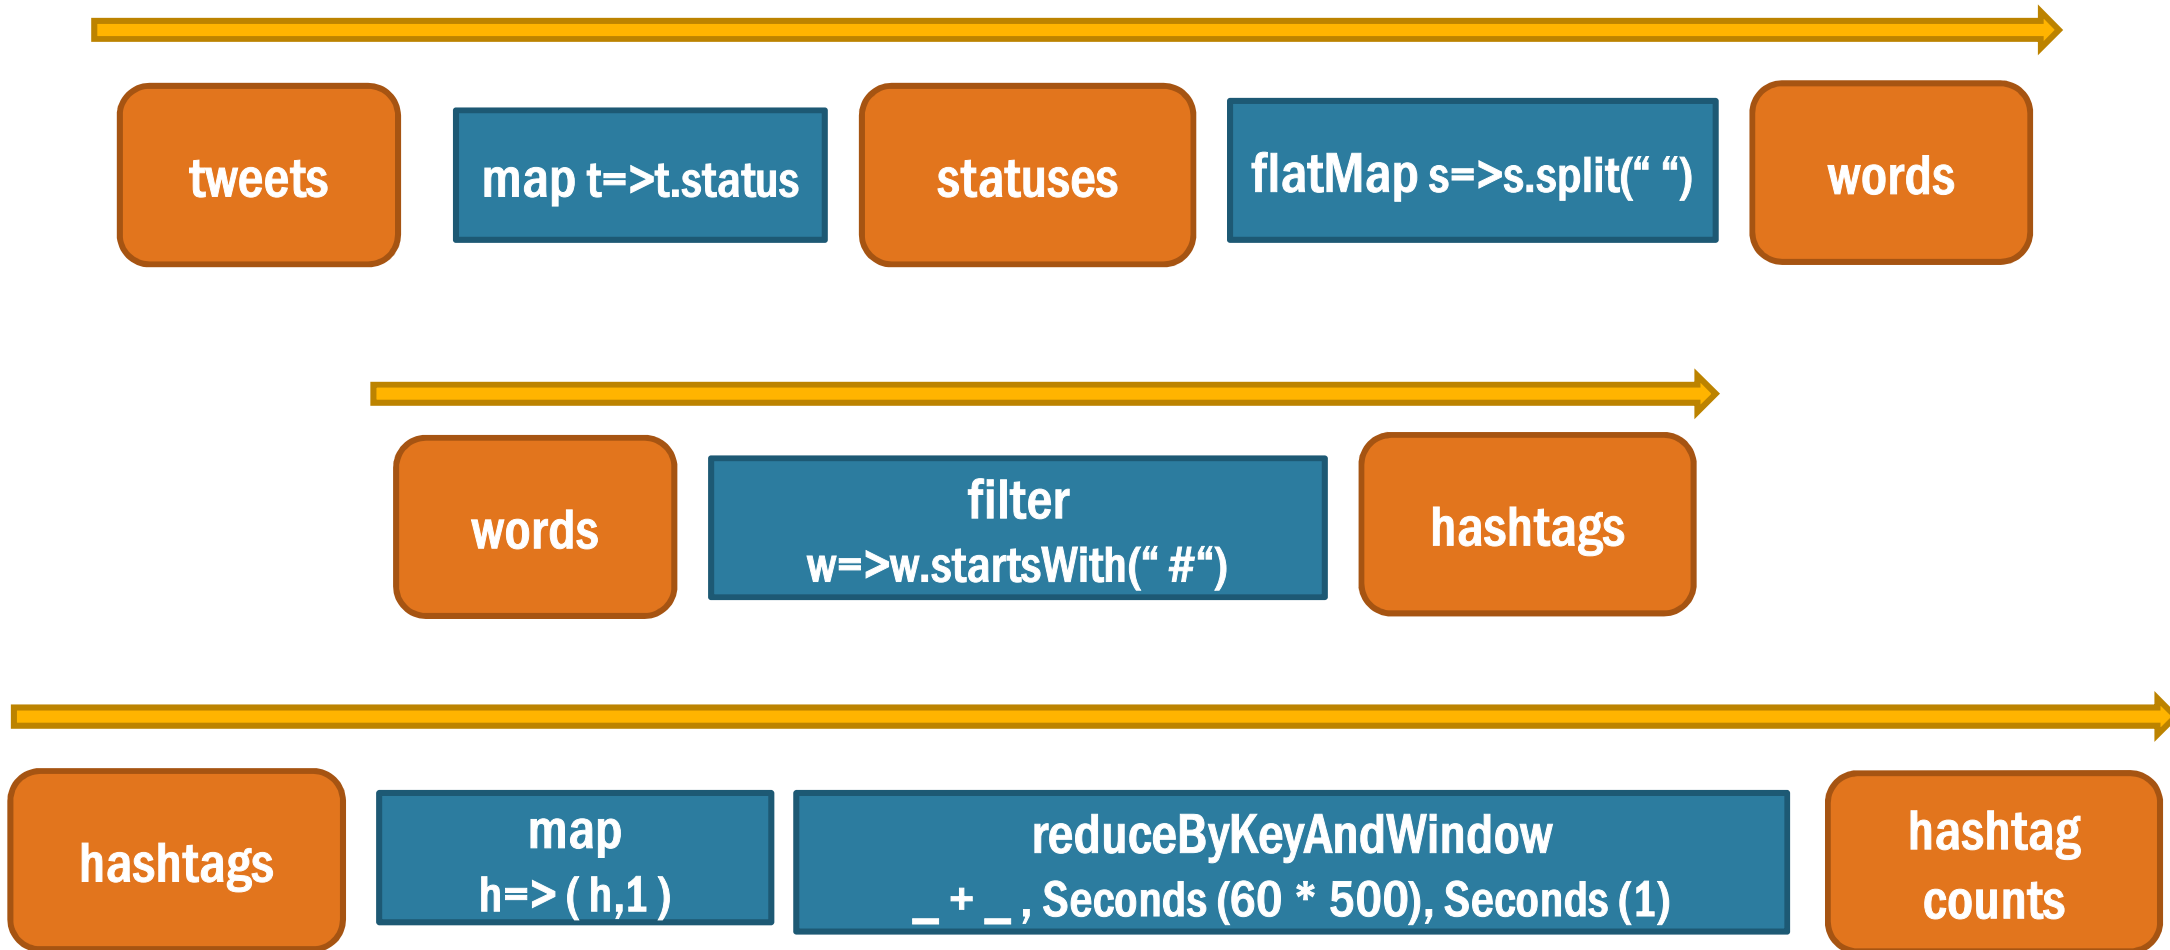 tweets
map t=>t.status
statuses
flatMap s=>s.split(“ “)
words
words
filter
w=>w.startsWith(“ #“)
hashtags
hashtags
map
h=> ( h,1 )
reduceByKeyAndWindow
_ + _ , Seconds (60 * 500), Seconds (1)
hashtag
counts